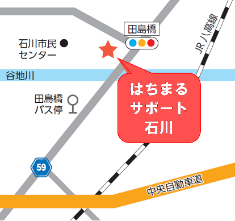 田島橋
JR八高線
石川市民
センター
谷地川
はちまる
サポート
石川
田島橋
バス停
59
中央自動車道